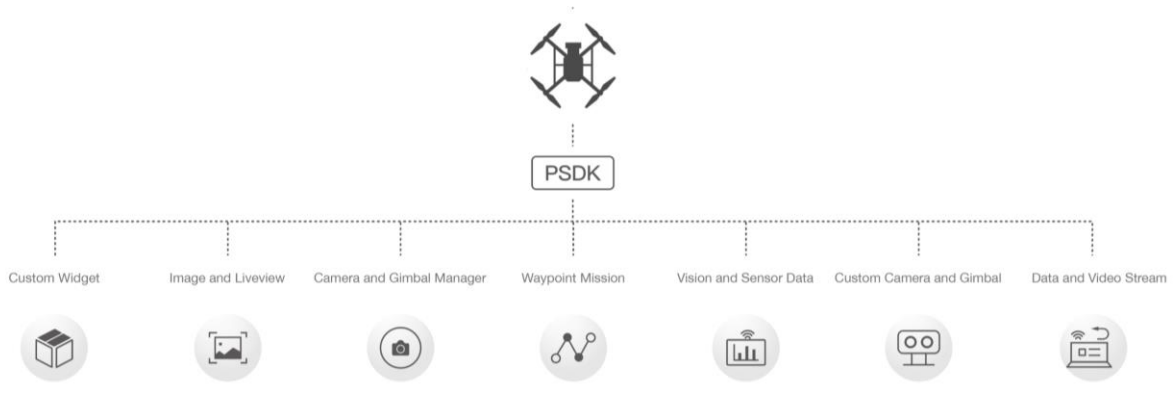 PSDK
Custom Widget
Image and Liveview
Camera and Gimbal Manager
Waypoint Mission
Vision and Sensor Data
Custom Camera and Gimbal
Data and Video Stream